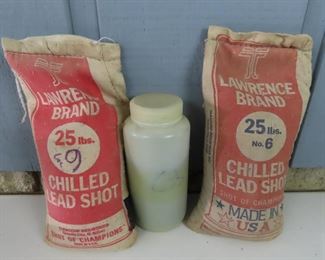 LAWRENCE
BRAND
25 lbs.
9
CHILLED
LEAD SHOT
"SHOT OF CHAMPIONS"
LAWRENCE
BRAND
25 lbs.
No. 6
CHILLED
LEAD SHOT
SHOT OF CHAMPIONS
MADE IN
USA